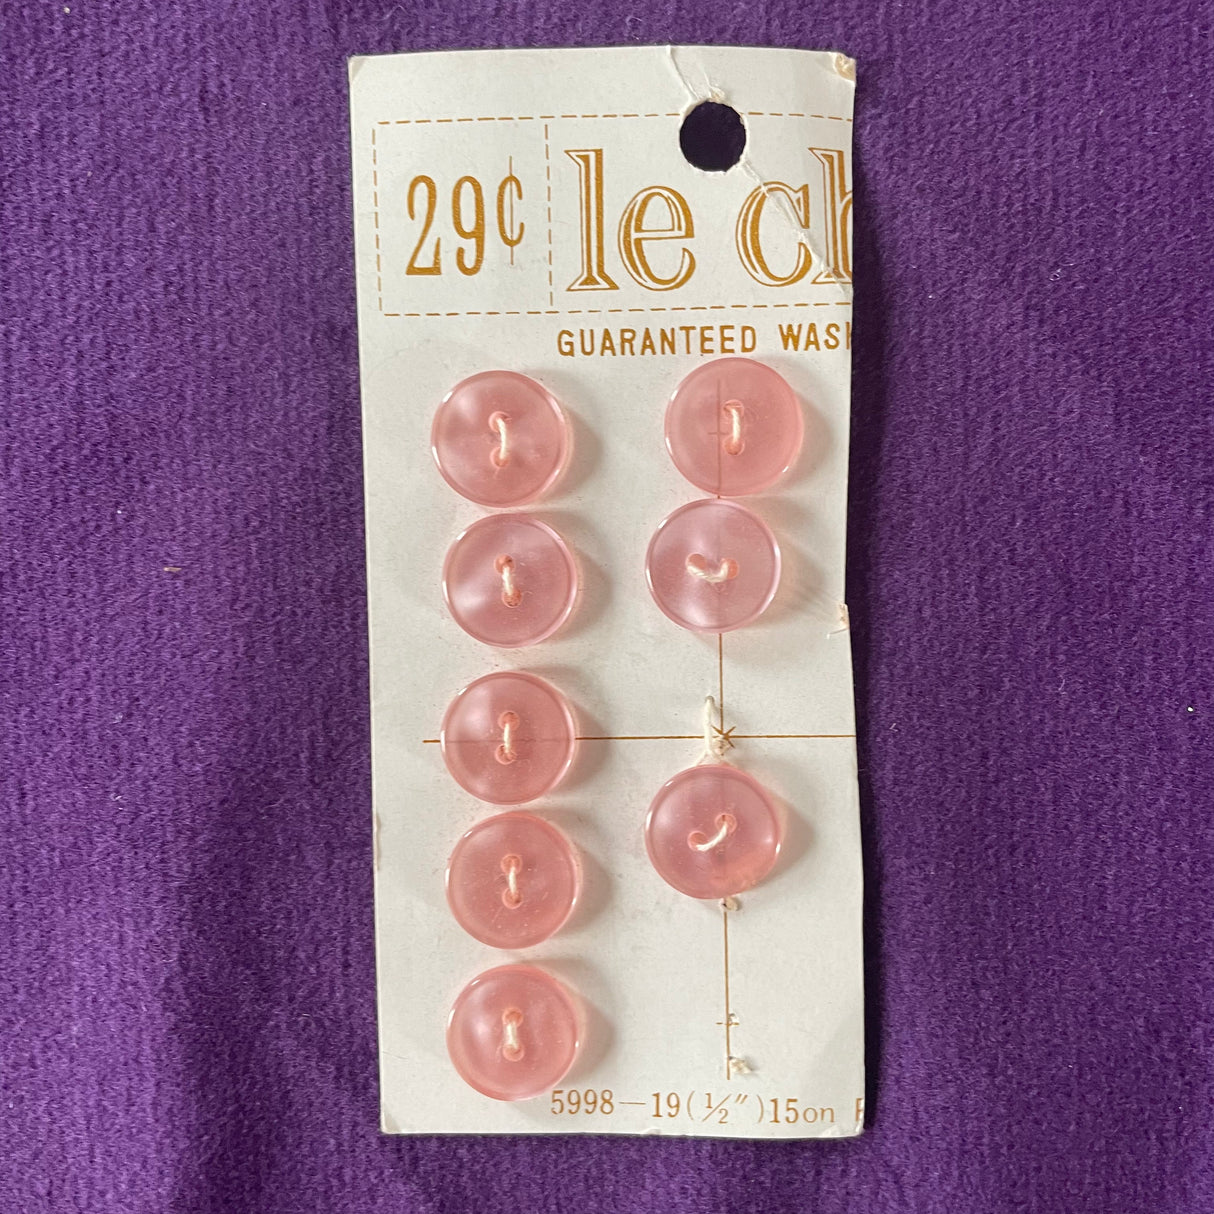 29¢ le ch
GUARANTEED WASH
5998—19(½")15on